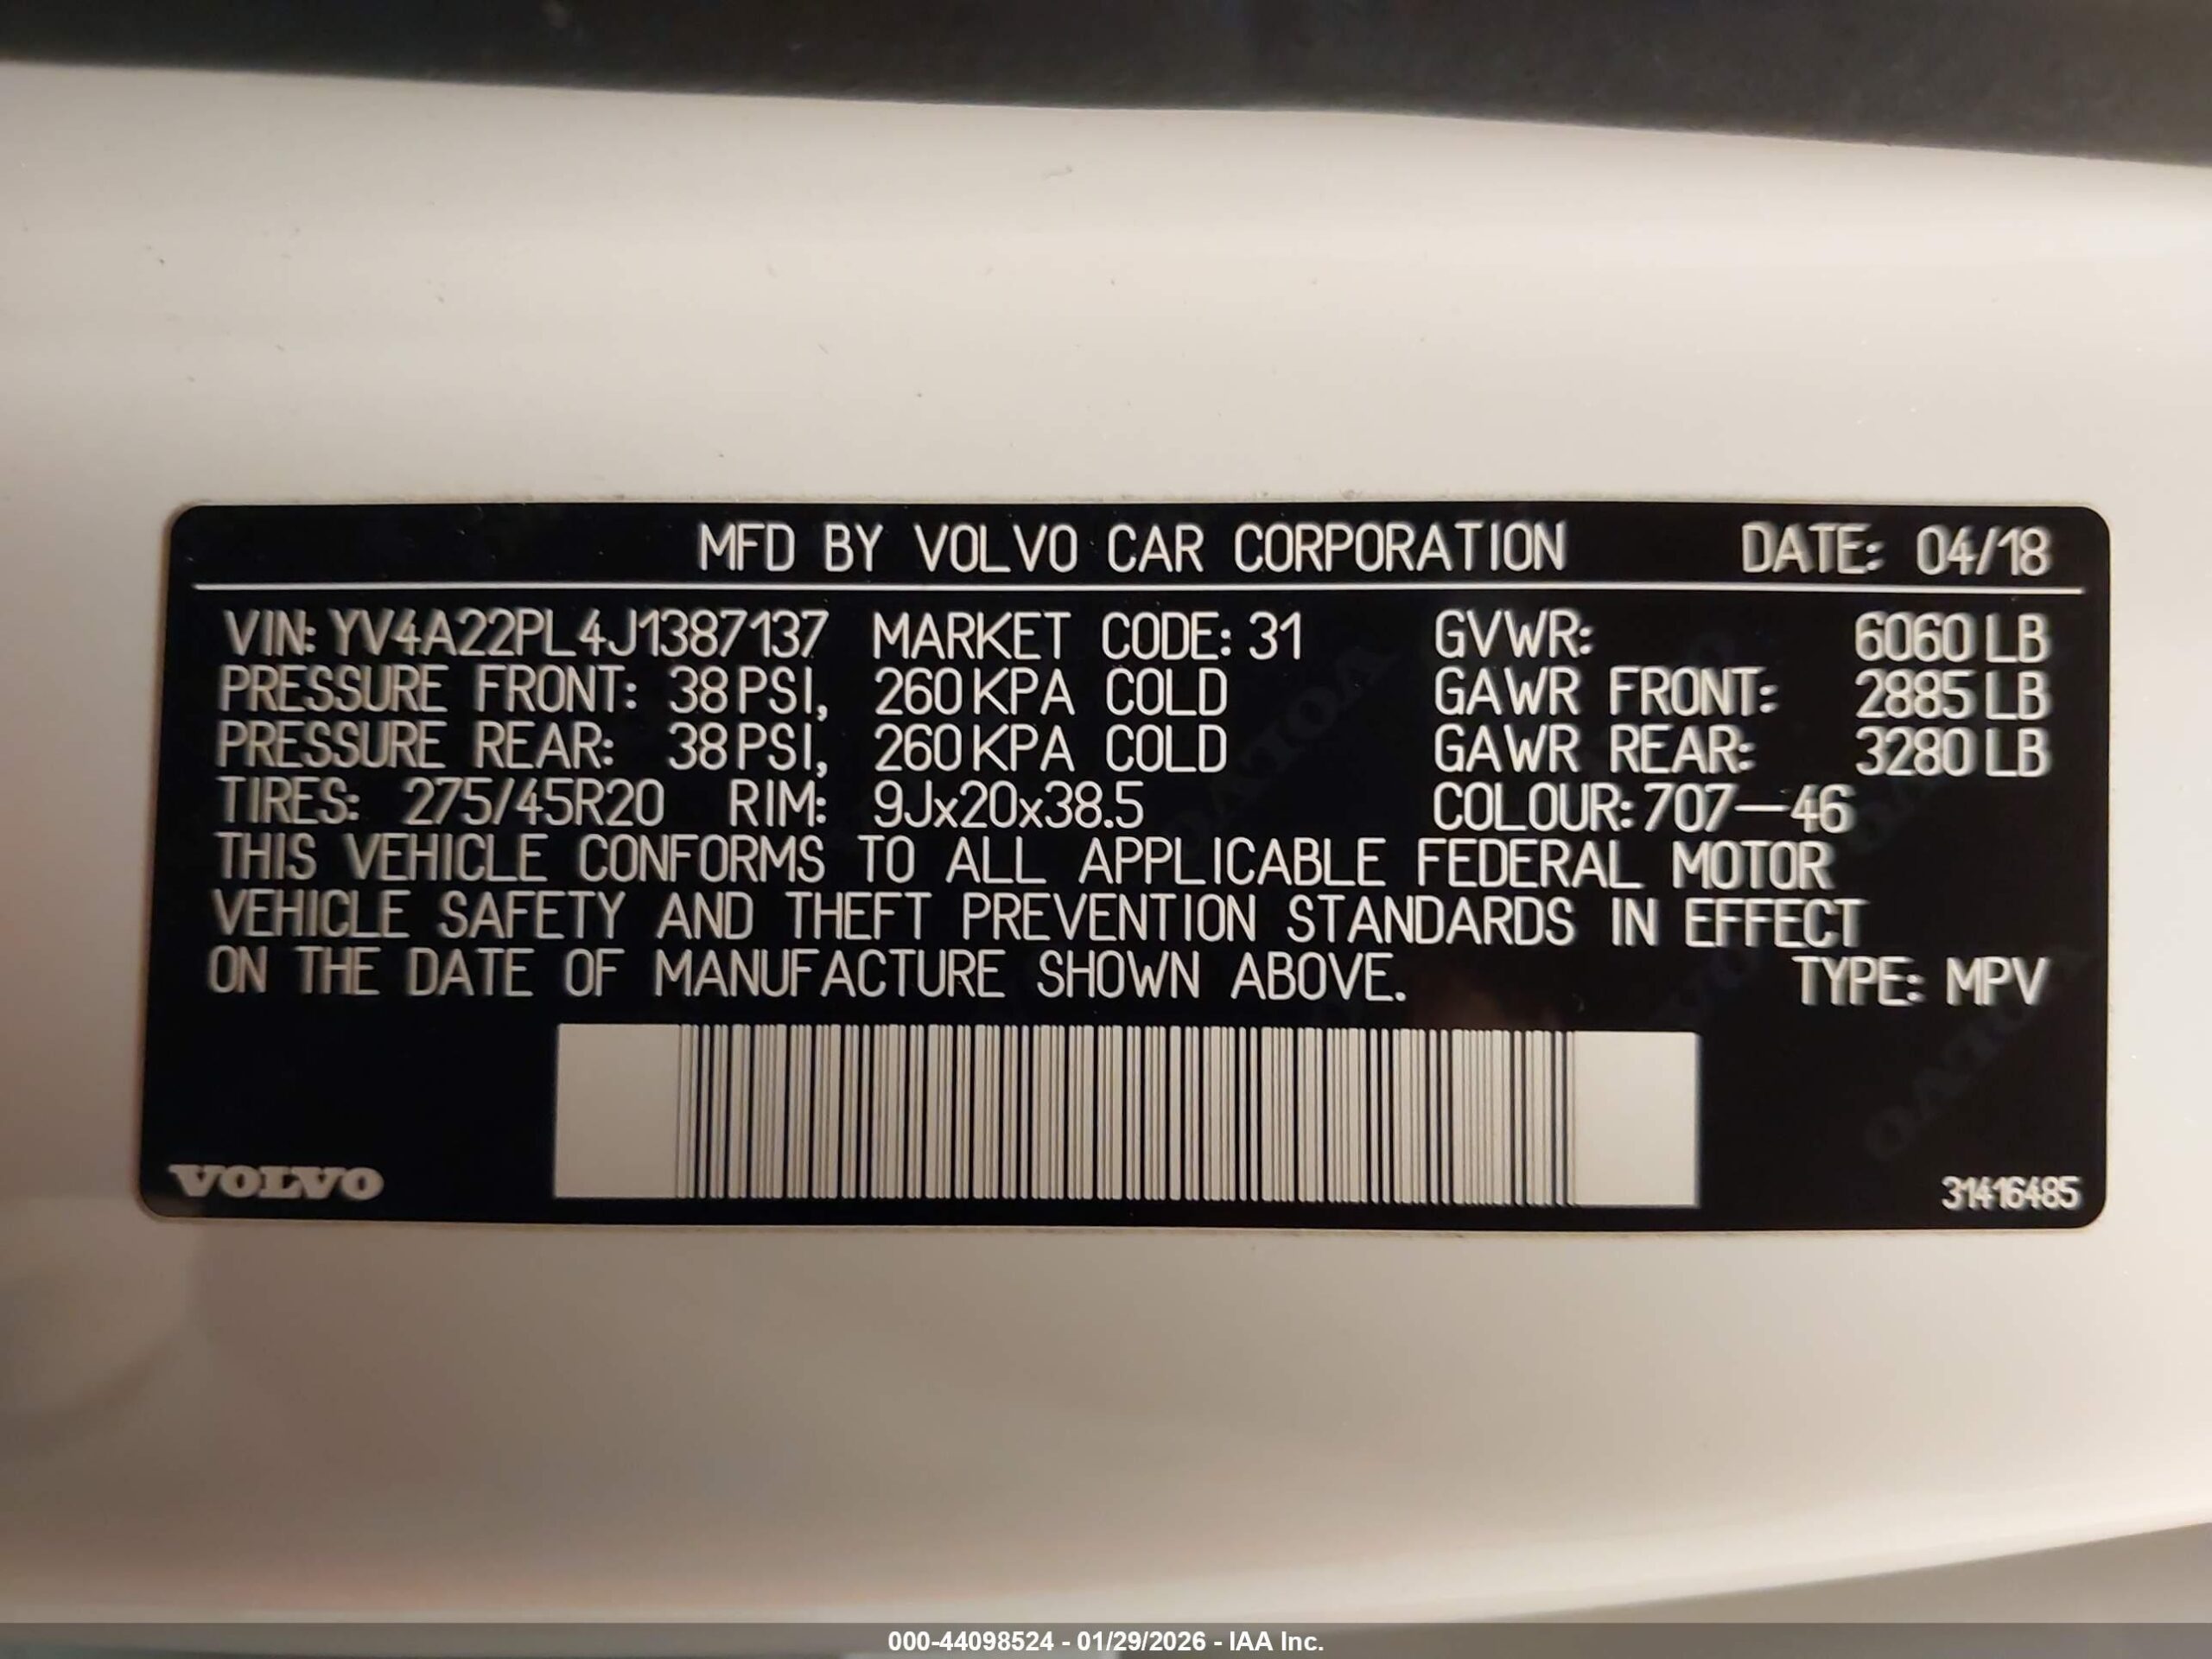 MFD BY VOLVO CAR CORPORATION DATE: 04/18
VIN: YV4A22PL4J1387137 MARKET CODE: 31 GVWR: 6060 LB
PRESSURE FRONT: 38 PSI, 260 KPA COLD GAWR FRONT: 2885 LB
PRESSURE REAR: 38 PSI, 260 KPA COLD GAWR REAR: 3280 LB
TIRES: 275/45R20 RIM: 9Jx20x38.5 COLOUR: 707-46
THIS VEHICLE CONFORMS TO ALL APPLICABLE FEDERAL MOTOR
VEHICLE SAFETY AND THEFT PREVENTION STANDARDS IN EFFECT
ON THE DATE OF MANUFACTURE SHOWN ABOVE. TYPE: MPV
VOLVO 31416485
000-44098524 - 01/29/2026 - IAA Inc.